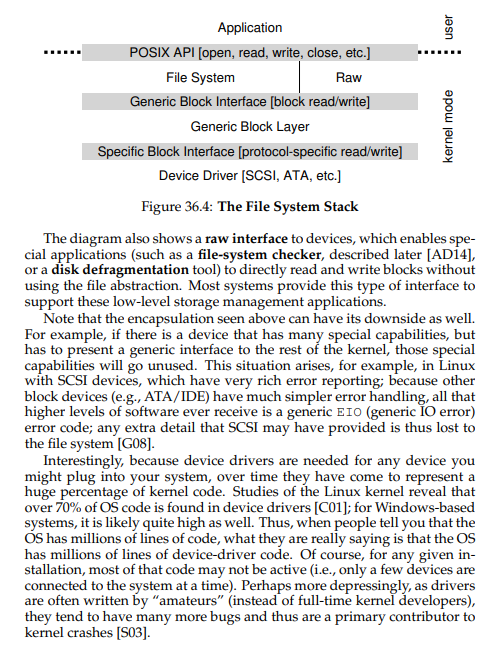 Application
user
POSIX API [open, read, write, close, etc.]
File System
Raw
Generic Block Interface [block read/write]
kernel mode
Generic Block Layer
Specific Block Interface [protocol-specific read/write]
Device Driver [SCSI, ATA, etc.]
Figure 36.4: The File System Stack
The diagram also shows a raw interface to devices, which enables spe-
cial applications (such as a file-system checker, described later [AD14],
or a disk defragmentation tool) to directly read and write blocks without
using the file abstraction. Most systems provide this type of interface to
support these low-level storage management applications.
Note that the encapsulation seen above can have its downside as well.
For example, if there is a device that has many special capabilities, but
has to present a generic interface to the rest of the kernel, those special
capabilities will go unused. This situation arises, for example, in Linux
with SCSI devices, which have very rich error reporting; because other
block devices (e.g., ATA/IDE) have much simpler error handling, all that
higher levels of software ever receive is a generic EIO (generic IO error)
error code; any extra detail that SCSI may have provided is thus lost to
the file system [G08].
Interestingly, because device drivers are needed for any device you
might plug into your system, over time they have come to represent a
huge percentage of kernel code. Studies of the Linux kernel reveal that
over 70% of OS code is found in device drivers [C01]; for Windows-based
systems, it is likely quite high as well. Thus, when people tell you that the
OS has millions of lines of code, what they are really saying is that the OS
has millions of lines of device-driver code. Of course, for any given in-
stallation, most of that code may not be active (i.e., only a few devices are
connected to the system at a time). Perhaps more depressingly, as drivers
are often written by “amateurs” (instead of full-time kernel developers),
they tend to have many more bugs and thus are a primary contributor to
kernel crashes [S03].